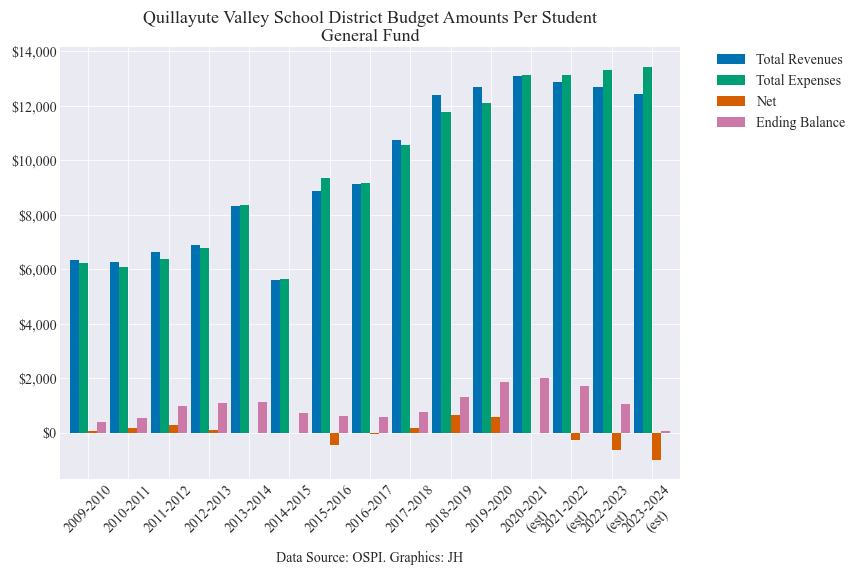 Quillayute Valley School District Budget Amounts Per Student
General Fund
$14,000
$12,000
$10,000
$8,000
$6,000
$4,000
$2,000
$0
Total Revenues
Total Expenses
Net
Ending Balance
2009-2010
2010-2011
2011-2012
2012-2013
2013-2014
2014-2015
2015-2016
2016-2017
2017-2018
2018-2019
2019-2020
2020-2021
(est)
2021-2022
(est)
2022-2023
(est)
2023-2024
(est)
Data Source: OSPI. Graphics: JH